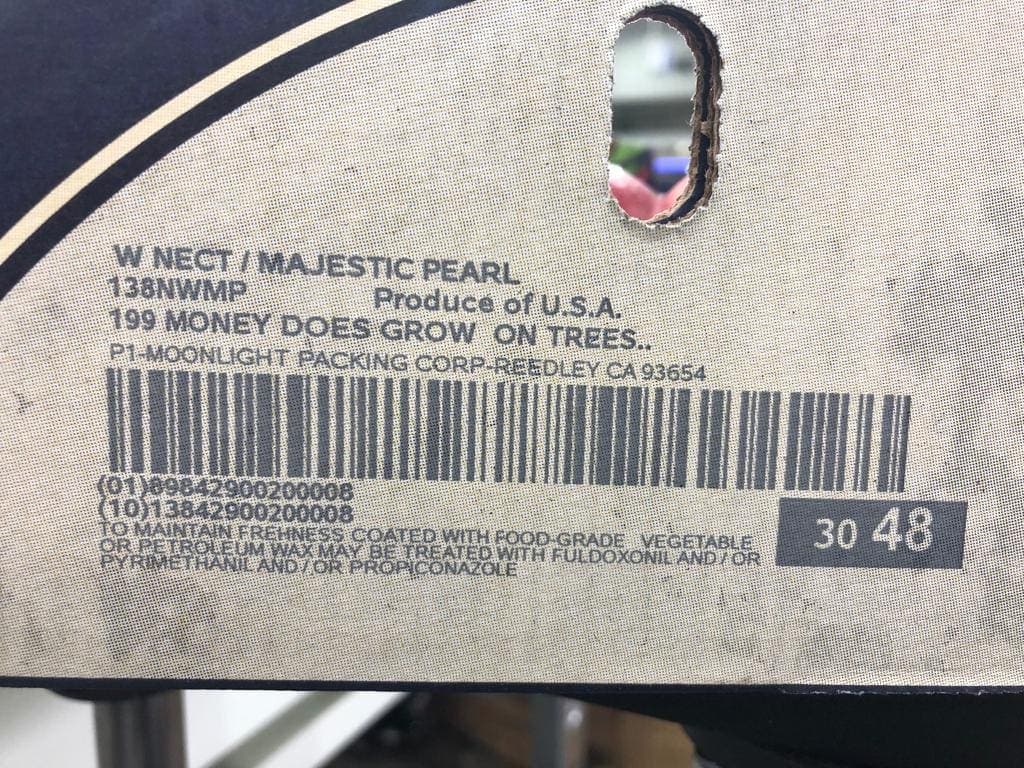 W NECT / MAJESTIC PEARL
138NWMP Produce of U.S.A.
199 MONEY DOES GROW ON TREES..
P1-MOONLIGHT PACKING CORP-REEDLEY CA 93654
(01)89842900200008
(10)13842900200008
TO MAINTAIN FREHNESS COATED WITH FOOD-GRADE VEGETABLE
OR PETROLEUM WAX MAY BE TREATED WITH FULDOXONIL AND / OR
PYRIMETHANIL AND / OR PROPICONAZOLE
30 48